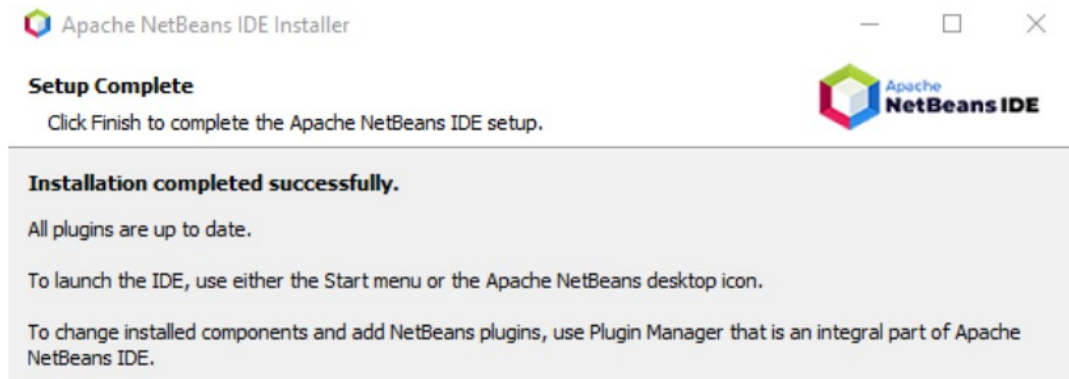 Apache NetBeans IDE Installer
Setup Complete
Click Finish to complete the Apache NetBeans IDE setup.
Apache
NetBeans IDE
Installation completed successfully.
All plugins are up to date.
To launch the IDE, use either the Start menu or the Apache NetBeans desktop icon.
To change installed components and add NetBeans plugins, use Plugin Manager that is an integral part of Apache
NetBeans IDE.